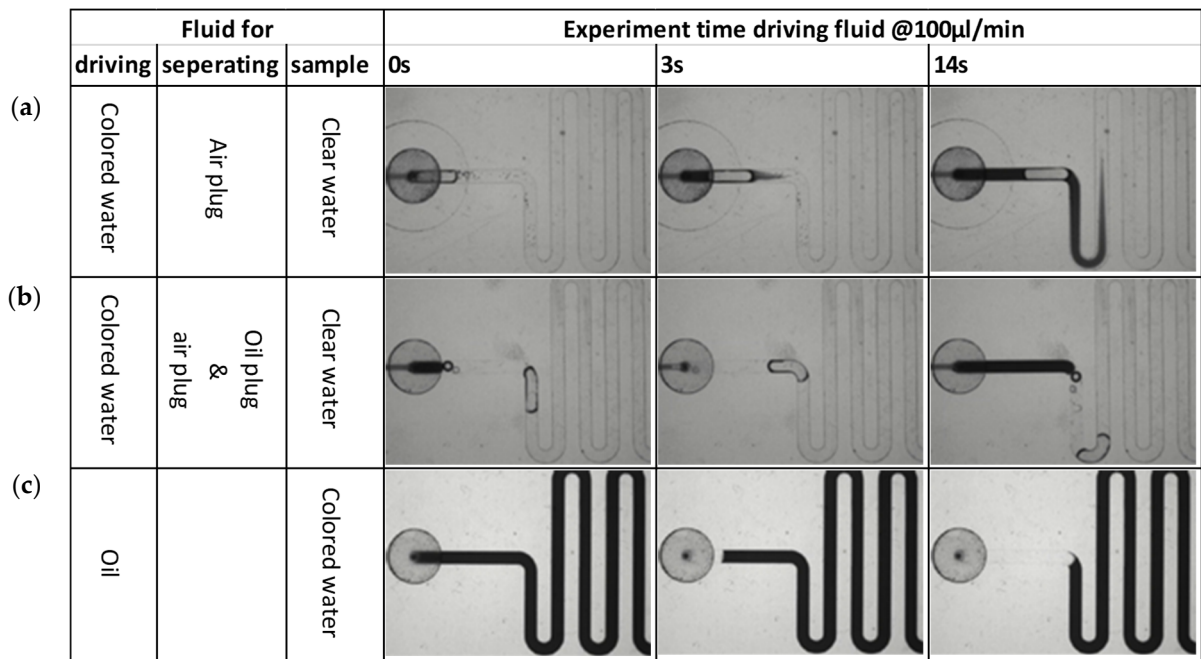 Fluid for
Experiment time driving fluid @100µl/min
driving
seperating
sample
0s
3s
14s
(a)
Colored water
Air plug
Clear water
(b)
Colored water
Oil plug
&
air plug
Clear water
(c)
Oil
Colored water